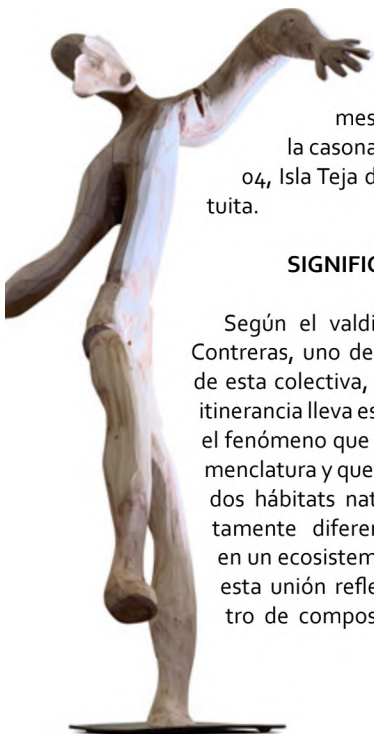 mes
la casona
04, Isla Teja d
tuita.
SIGNIFIC
Según el valdi
Contreras, uno de
de esta colectiva,
itinerancia lleva es
el fenómeno que
menclatura y que
dos hábitats nat
tamente diferen
en un ecosistem
esta unión refle
tro de compos